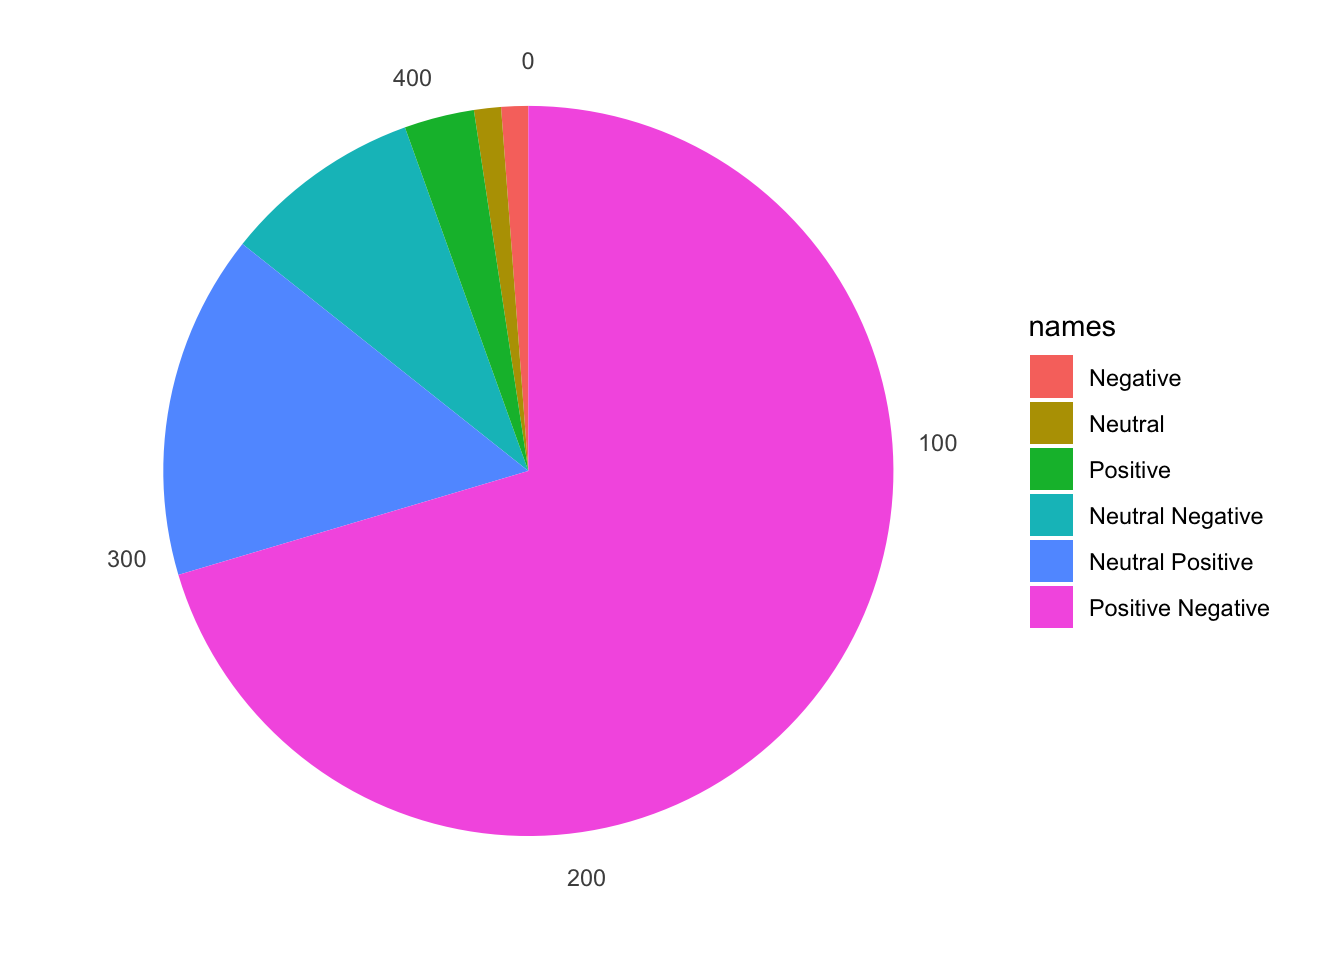 0
400
100
300
200
names
Negative
Neutral
Positive
Neutral Negative
Neutral Positive
Positive Negative